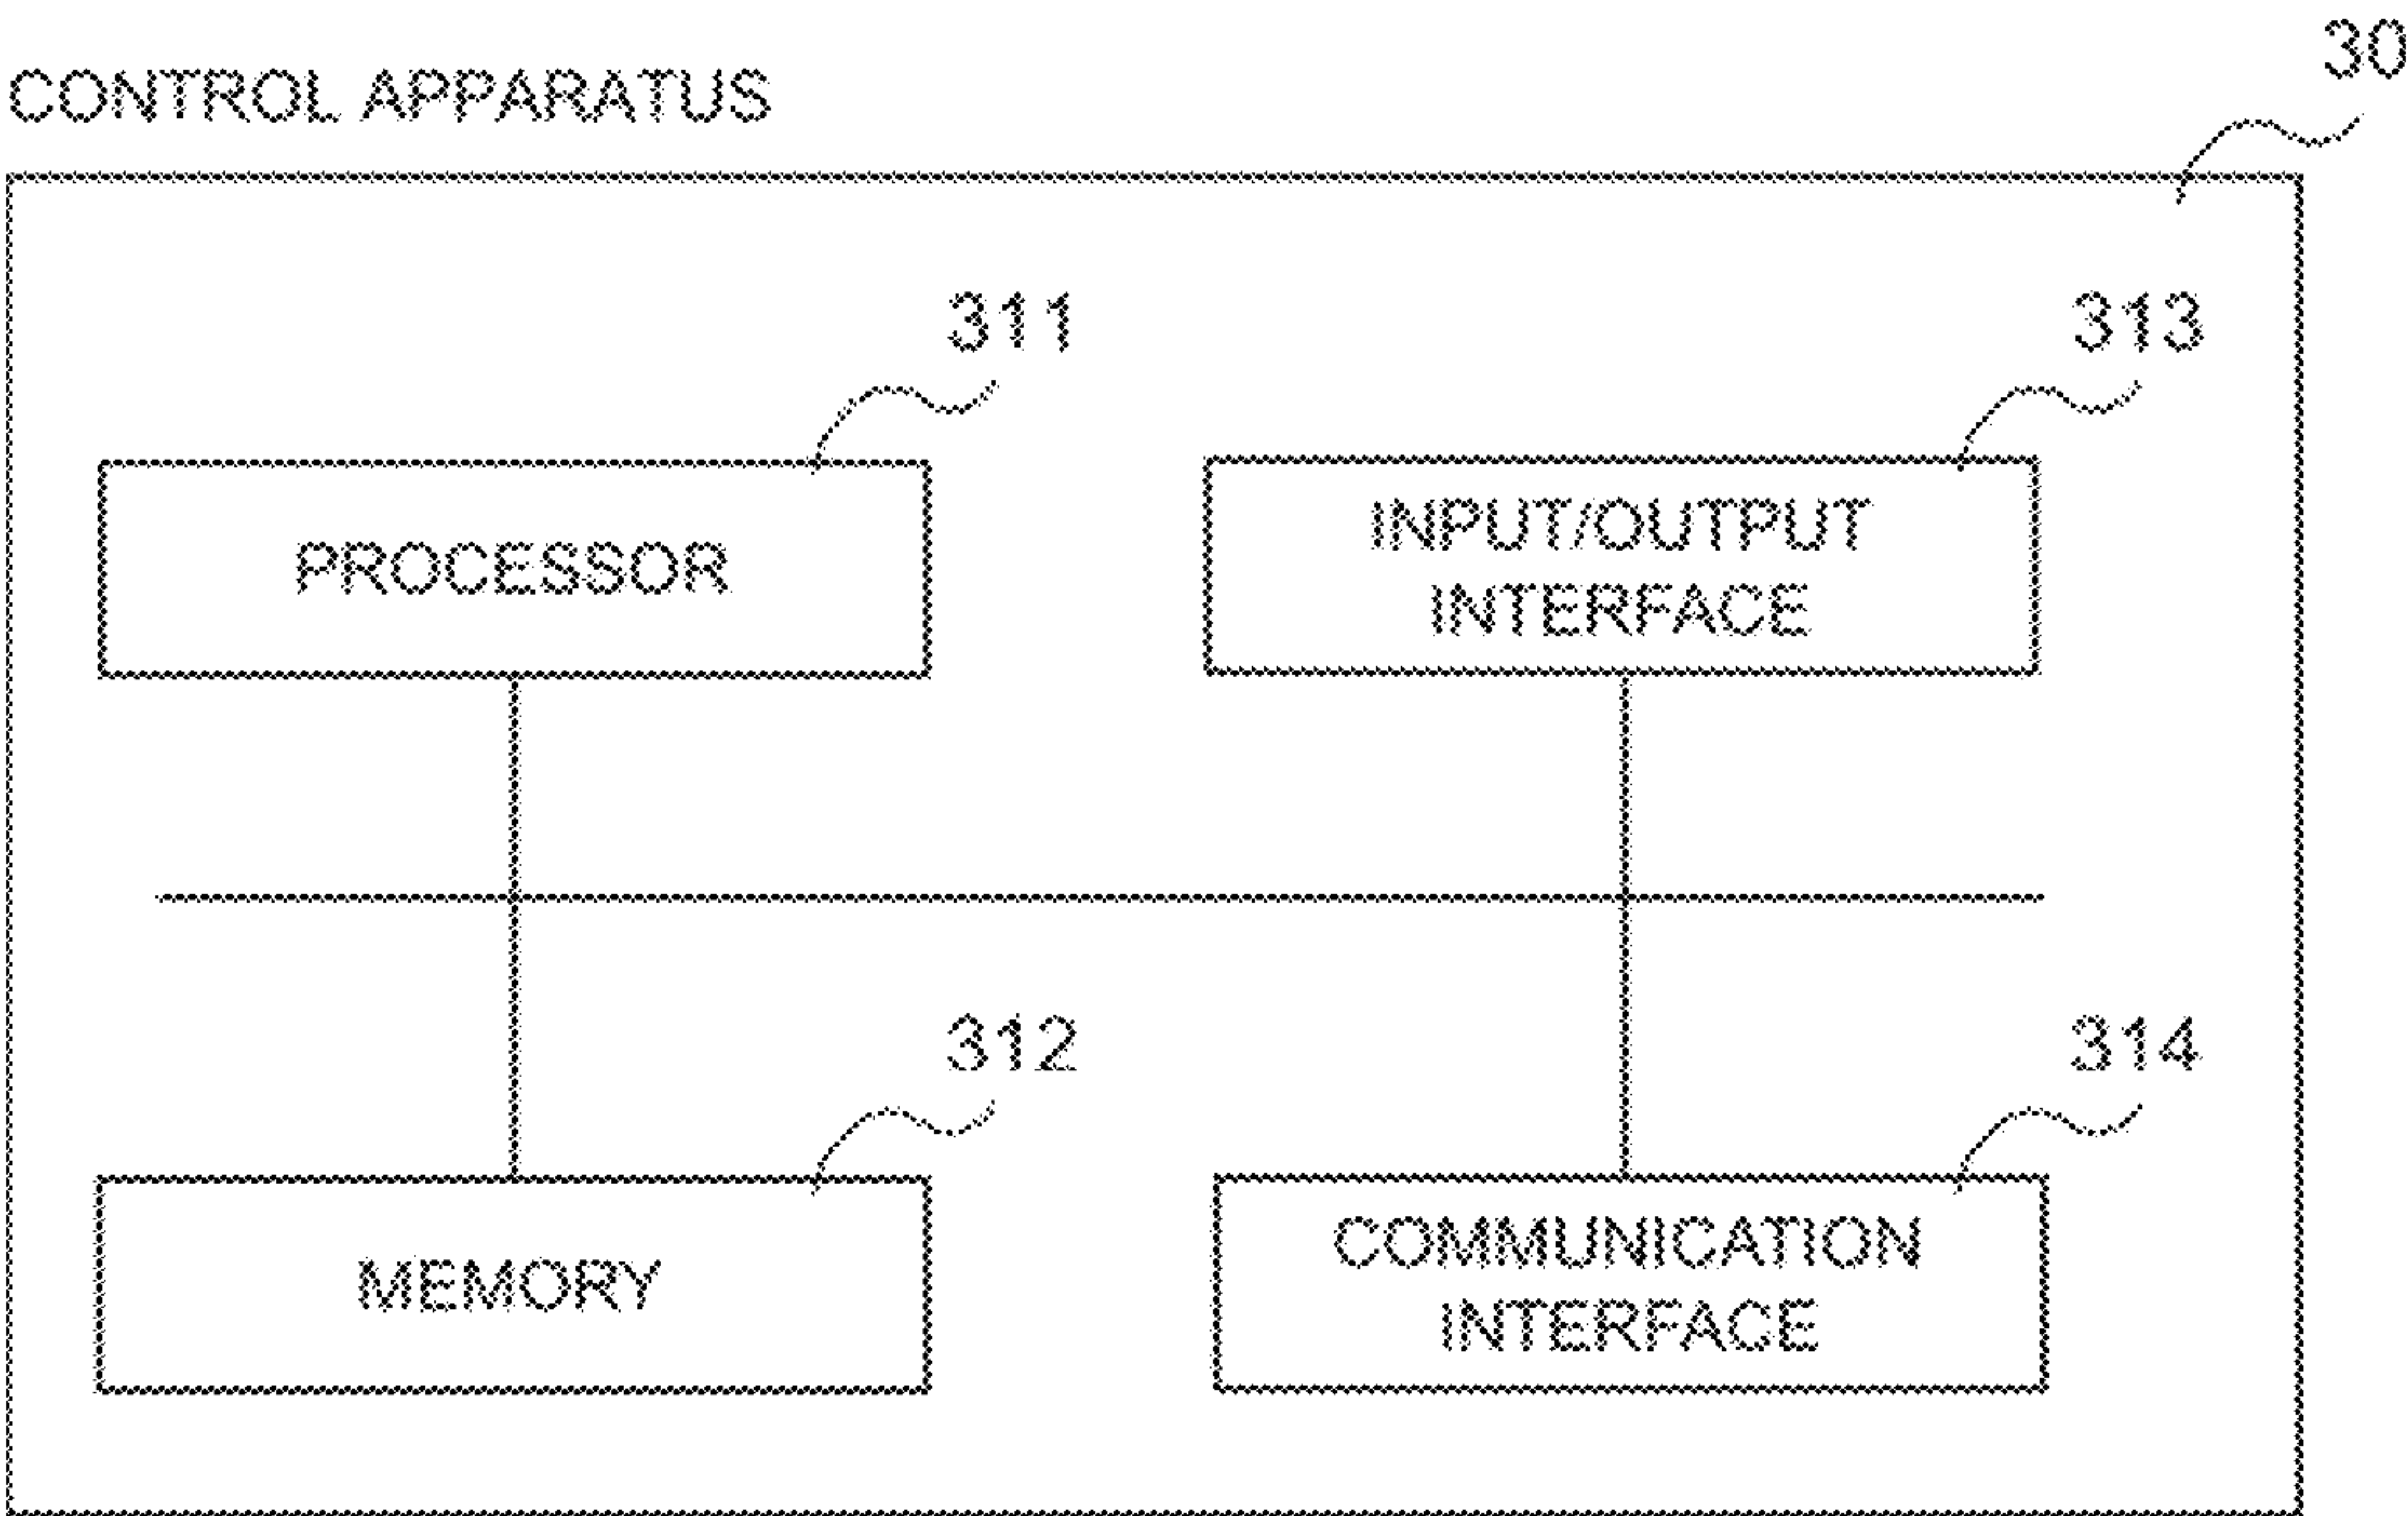 30
CONTROL APPARATUS
311
313
PROCESSOR
INPUT/OUTPUT
INTERFACE
312
314
MEMORY
COMMUNICATION
INTERFACE